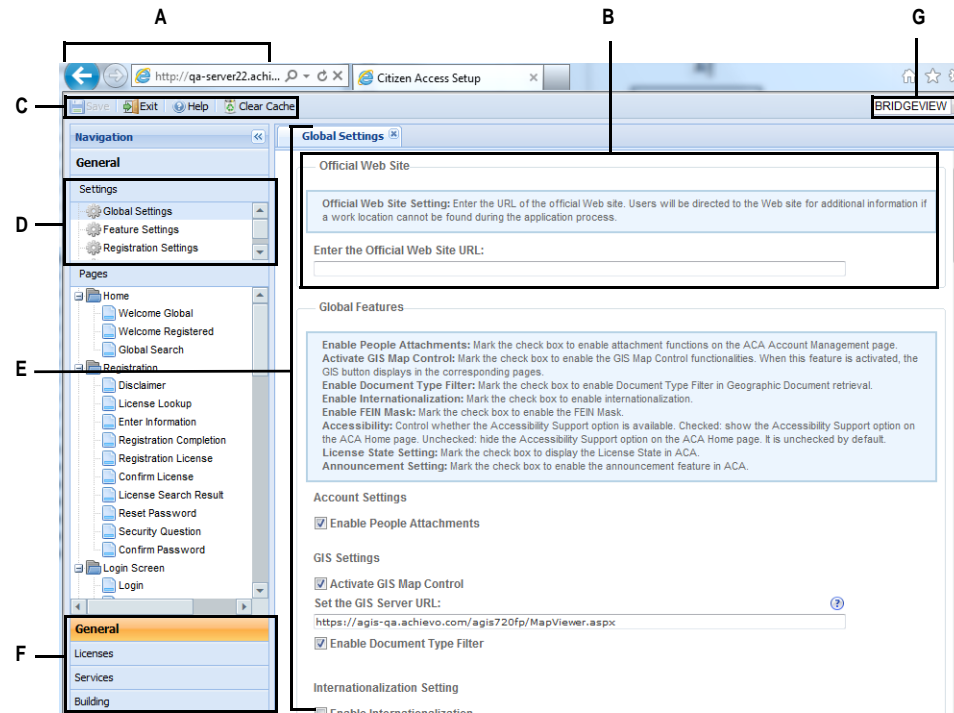 A
B
G
http://qa-server22.achi...
Citizen Access Setup
C
Save Exit Help Clear Cache
BRIDGEVIEW
Navigation
General
Settings
D
Global Settings
Feature Settings
Registration Settings
Pages
Home
Welcome Global
Welcome Registered
Global Search
E
Registration
Disclaimer
License Lookup
Enter Information
Registration Completion
Registration License
Confirm License
License Search Result
Reset Password
Security Question
Confirm Password
Login Screen
Login
F
General
Licenses
Services
Building
Global Settings
Official Web Site
Official Web Site Setting: Enter the URL of the official Web site. Users will be directed to the Web site for additional information if
a work location cannot be found during the application process.
Enter the Official Web Site URL:
Global Features
Enable People Attachments: Mark the check box to enable attachment functions on the ACA Account Management page.
Activate GIS Map Control: Mark the check box to enable the GIS Map Control functionalities. When this feature is activated, the
GIS button displays in the corresponding pages.
Enable Document Type Filter: Mark the check box to enable Document Type Filter in Geographic Document retrieval.
Enable Internationalization: Mark the check box to enable internationalization.
Enable FEIN Mask: Mark the check box to enable the FEIN Mask.
Accessibility: Control whether the Accessibility Support option is available. Checked: show the Accessibility Support option on
the ACA Home page. Unchecked: hide the Accessibility Support option on the ACA Home page. It is unchecked by default.
License State Setting: Mark the check box to display the License State in ACA.
Announcement Setting: Mark the check box to enable the announcement feature in ACA.
Account Settings
Enable People Attachments
GIS Settings
Activate GIS Map Control
Set the GIS Server URL:
https://agis-qa.achievo.com/agis720fp/MapViewer.aspx
Enable Document Type Filter
Internationalization Setting
Enable Internationalization